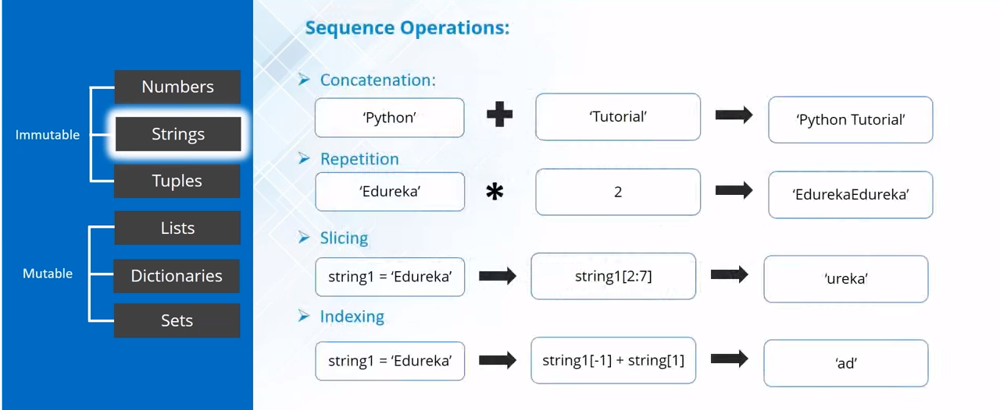 Immutable
Numbers
Strings
Tuples
Mutable
Lists
Dictionaries
Sets
Sequence Operations:
Concatenation:
‘Python’ + ‘Tutorial’ ‘Python Tutorial’
Repetition
‘Edureka’ * 2 ‘EdurekaEdureka’
Slicing
string1 = ‘Edureka’ string1[2:7] ‘ureka’
Indexing
string1 = ‘Edureka’ string1[-1] + string[1] ‘ad’